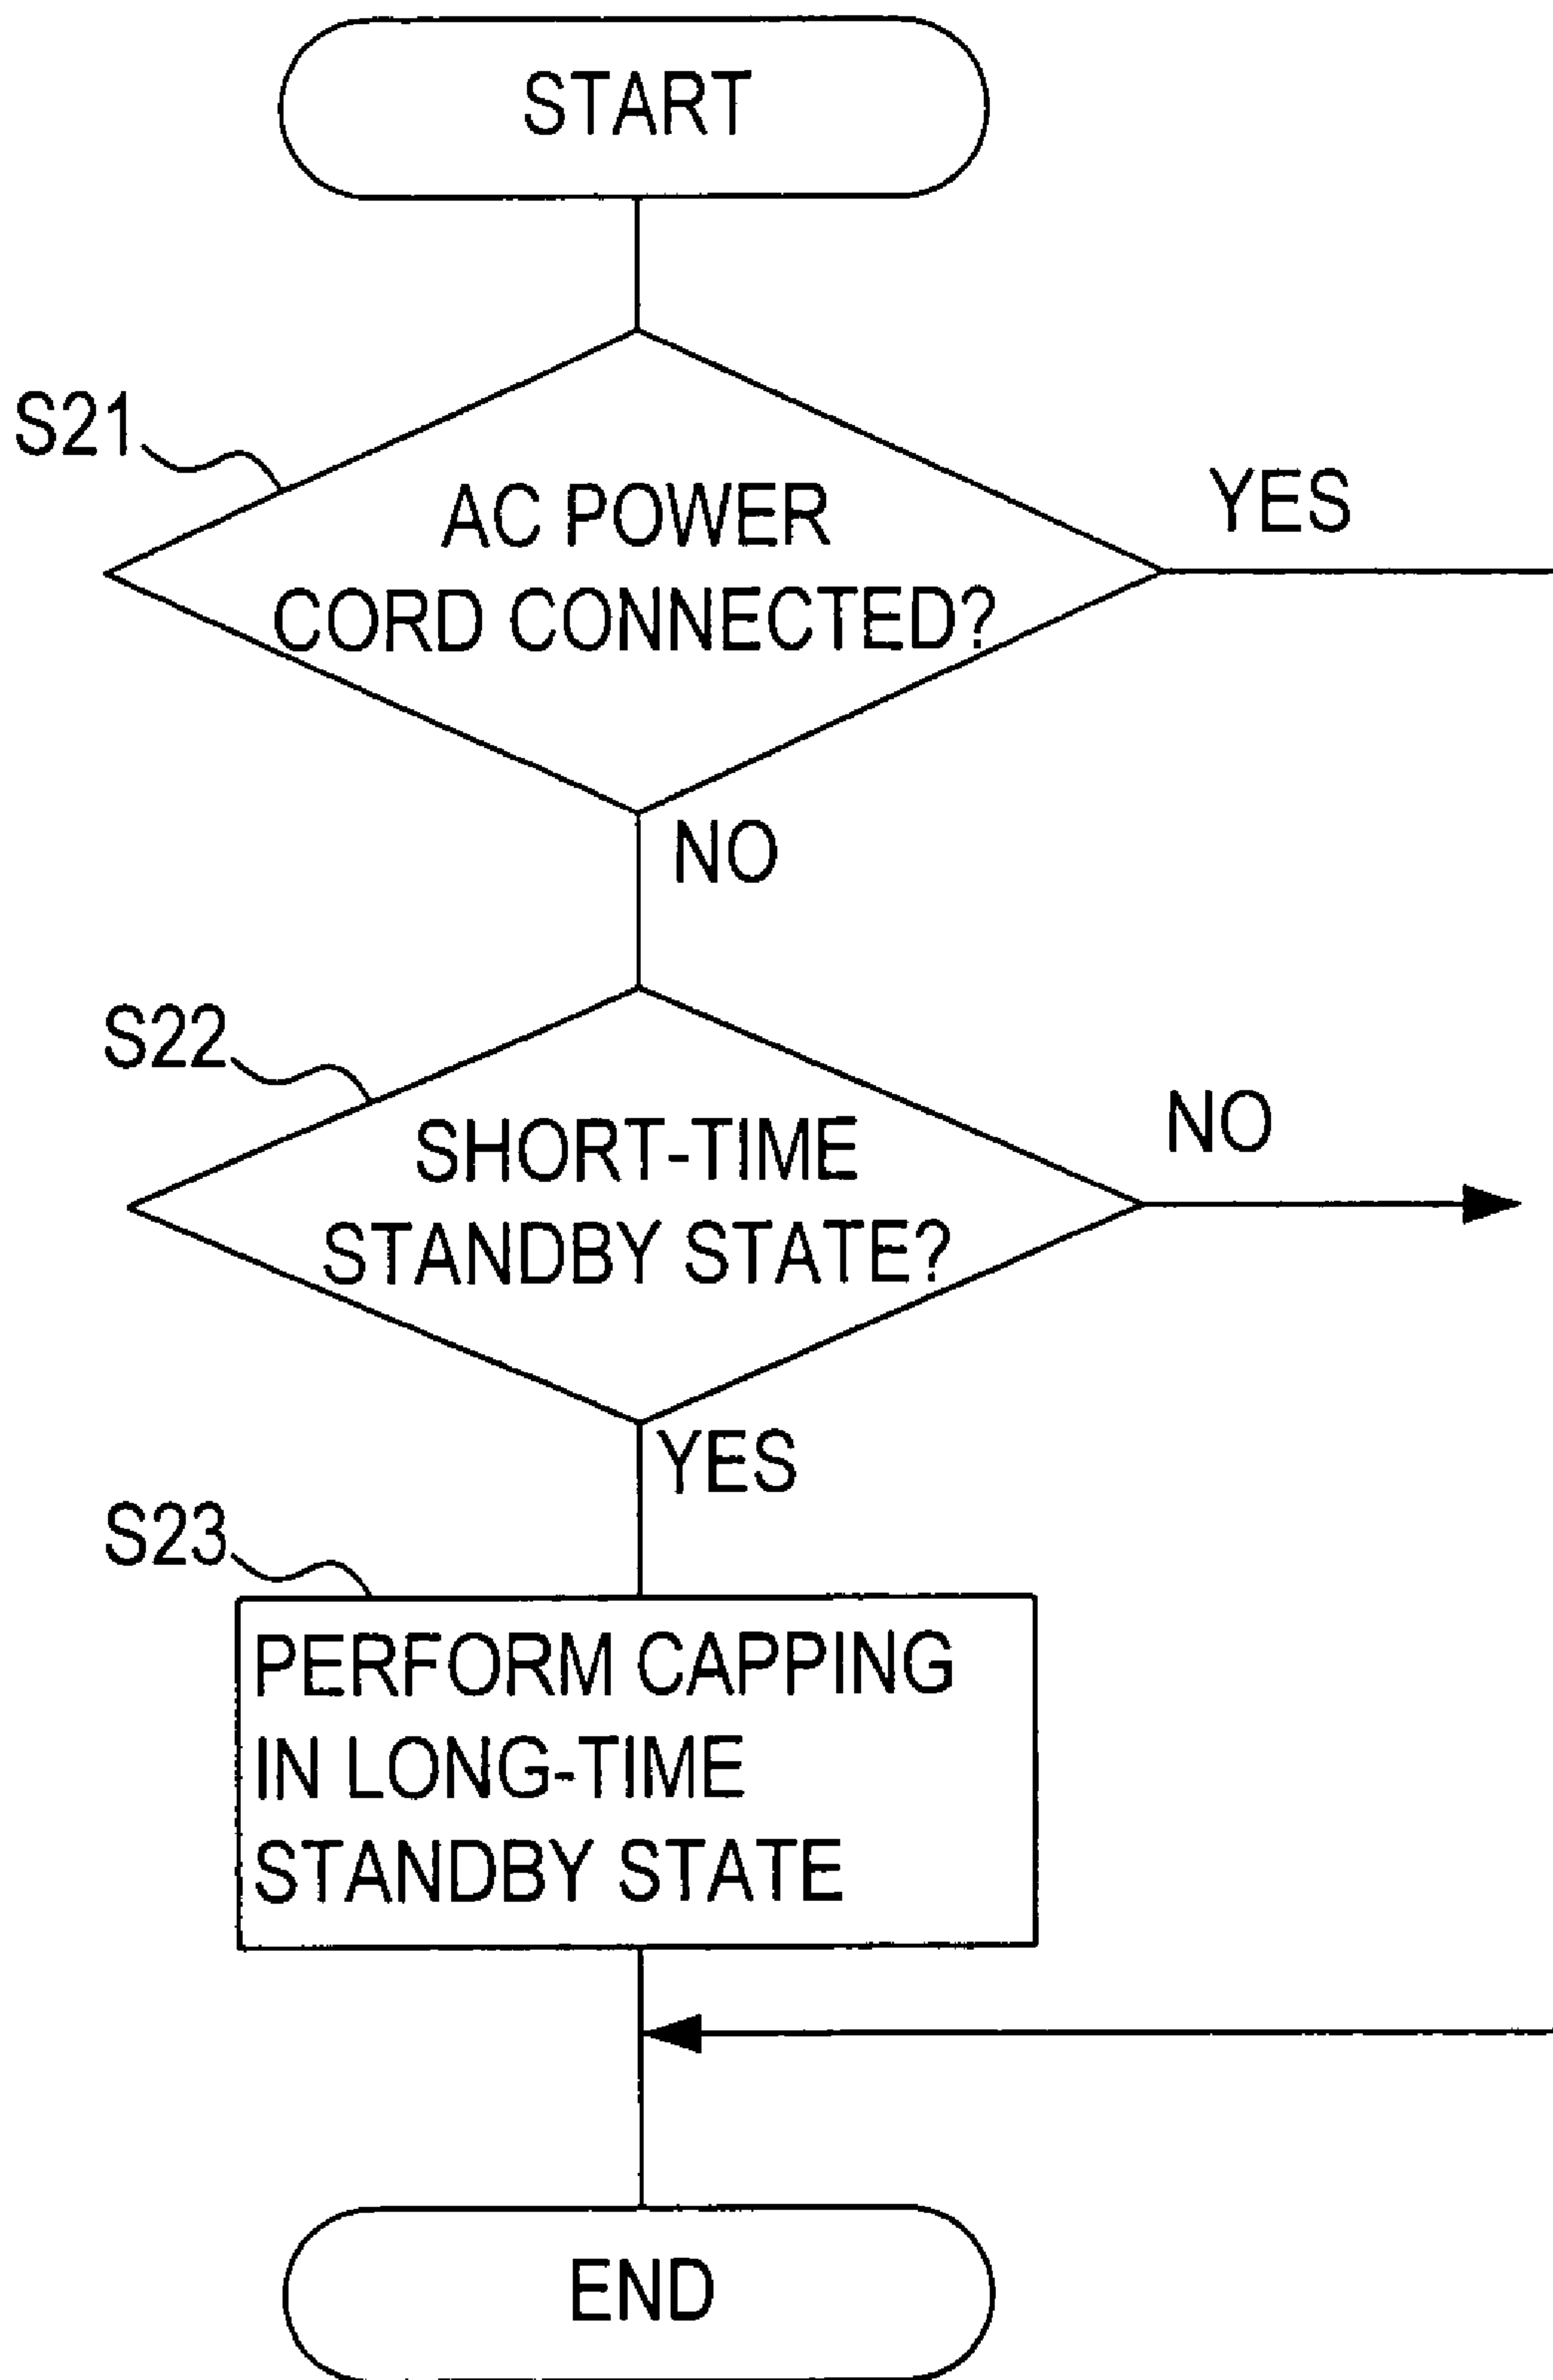 START
S21
AC POWER
CORD CONNECTED?
YES
NO
S22
SHORT-TIME
STANDBY STATE?
NO
YES
S23
PERFORM CAPPING
IN LONG-TIME
STANDBY STATE
END